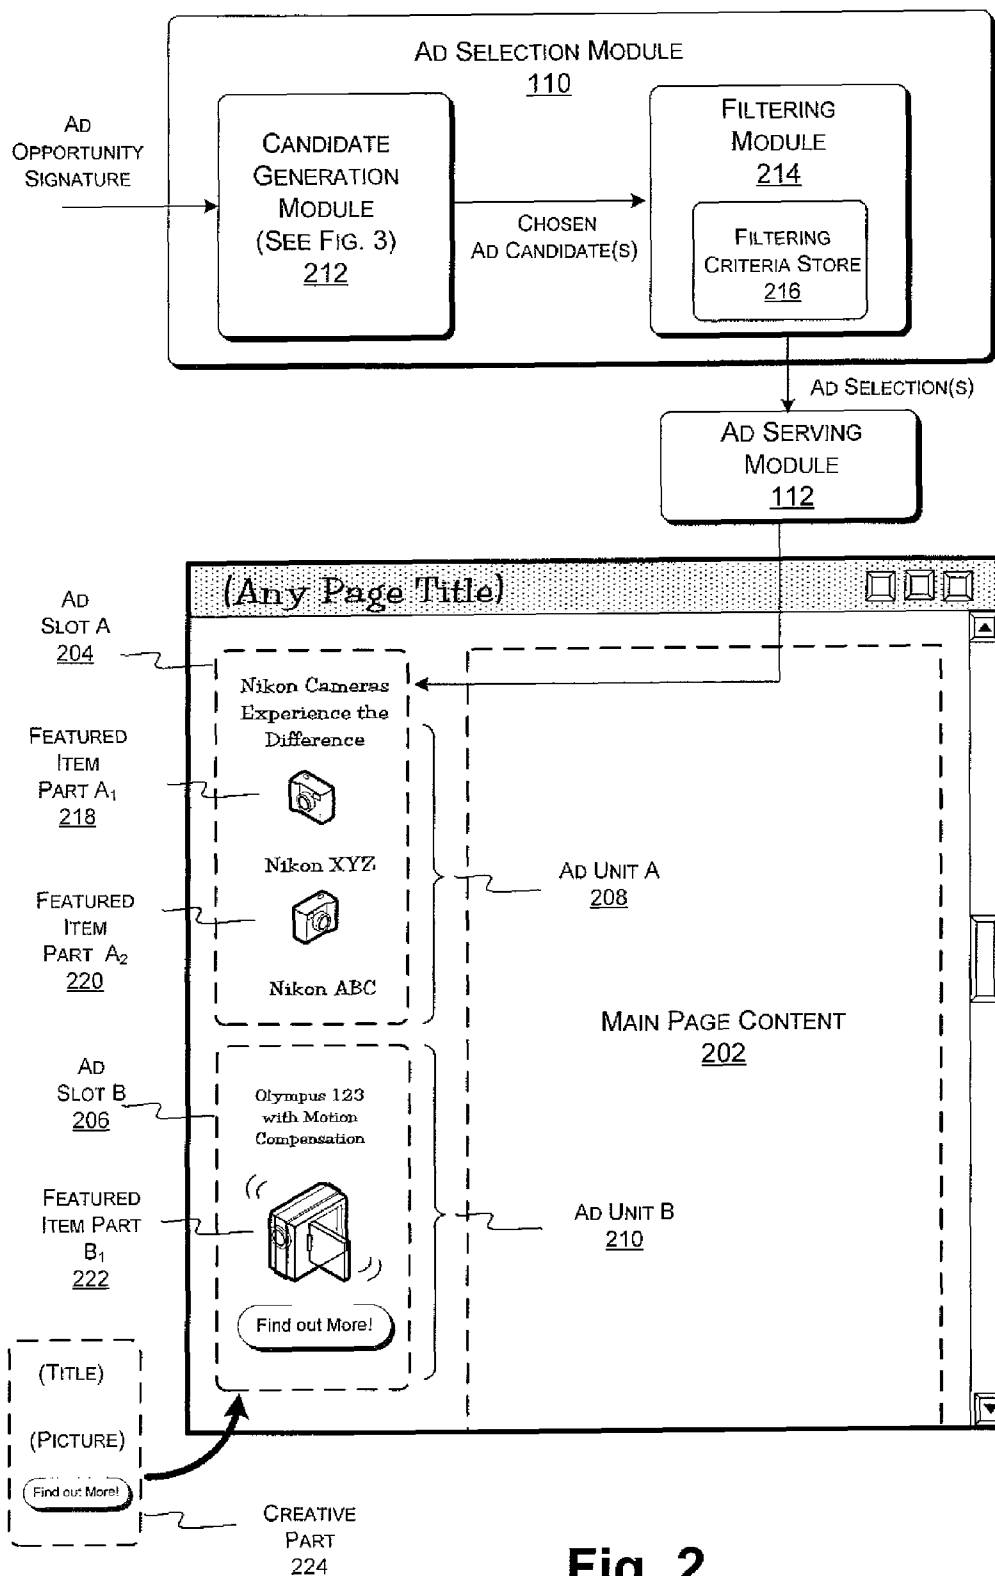 AD SELECTION MODULE
110
AD
OPPORTUNITY
SIGNATURE
CANDIDATE
GENERATION
MODULE
(SEE FIG. 3)
212
CHOSEN
AD CANDIDATE(S)
FILTERING
MODULE
214
FILTERING
CRITERIA STORE
216
AD SELECTION(S)
AD SERVING
MODULE
112
(Any Page Title)
AD
SLOT A
204
Nikon Cameras
Experience the
Difference
FEATURED
ITEM
PART A1
218
Nikon XYZ
AD UNIT A
208
FEATURED
ITEM
PART A2
220
Nikon ABC
MAIN PAGE CONTENT
202
AD
SLOT B
206
Olympus 123
with Motion
Compensation
FEATURED
ITEM PART
B1
222
AD UNIT B
210
Find out More!
(TITLE)
(PICTURE)
Find out More!
CREATIVE
PART
224
Fig. 2